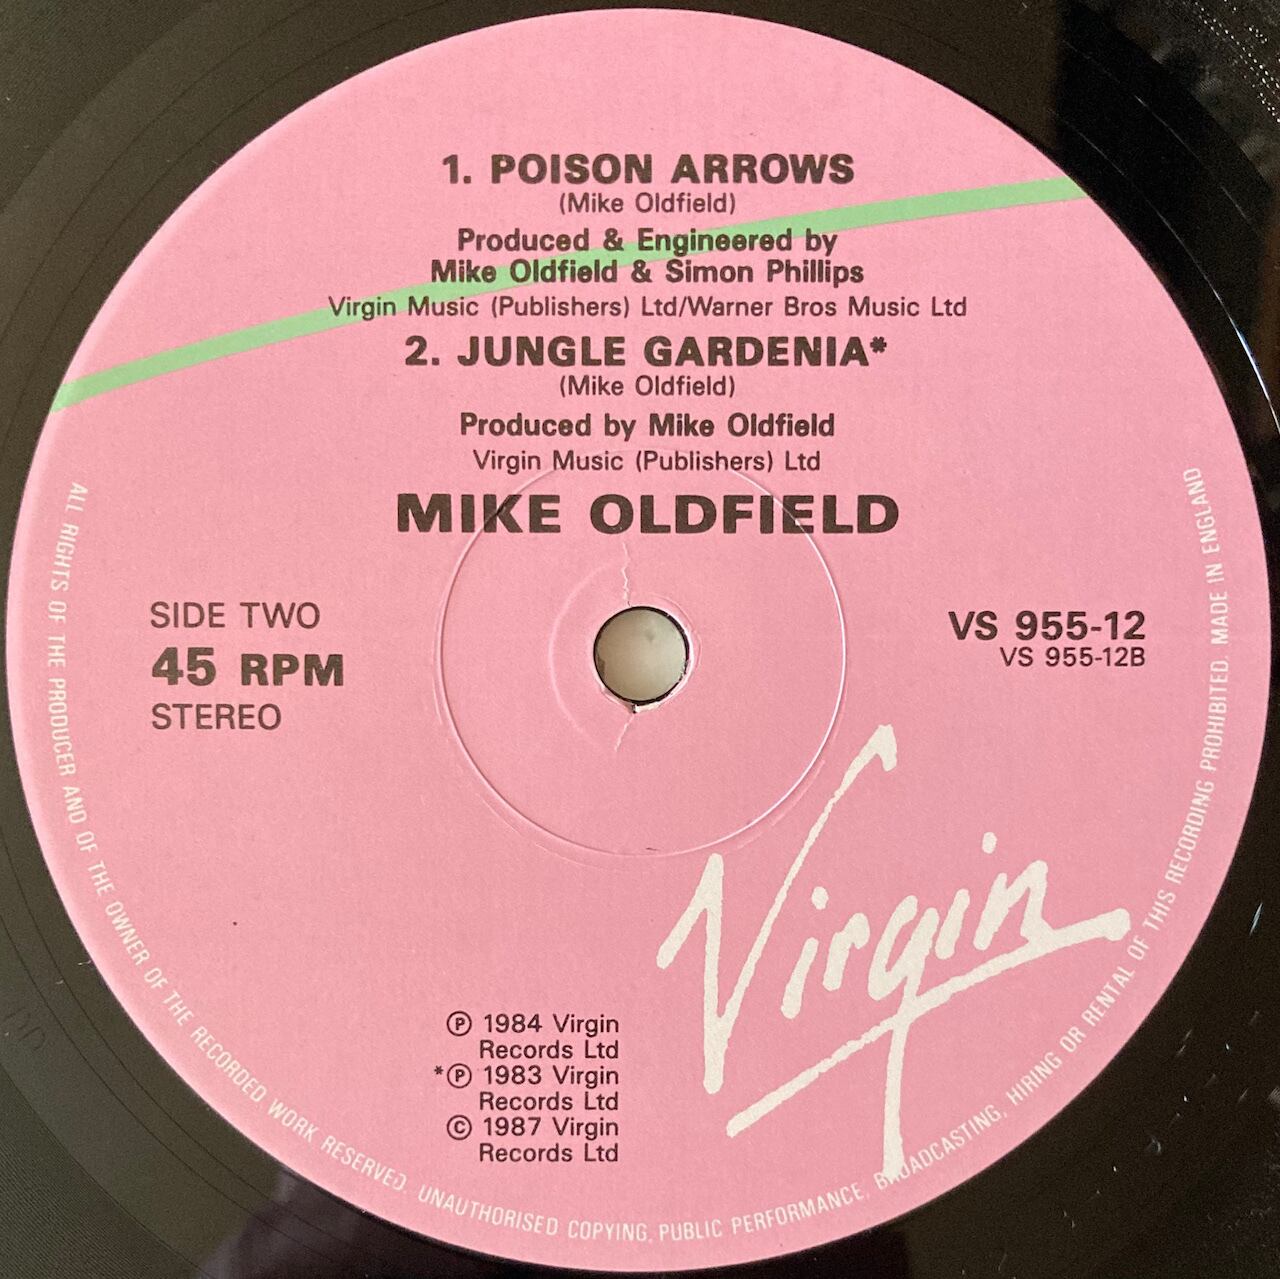 1. POISON ARROWS
(Mike Oldfield)
Produced & Engineered by
Mike Oldfield & Simon Phillips
Virgin Music (Publishers) Ltd/Warner Bros Music Ltd
2. JUNGLE GARDENIA*
(Mike Oldfield)
Produced by Mike Oldfield
Virgin Music (Publishers) Ltd
MIKE OLDFIELD
SIDE TWO
45 RPM
STEREO
VS 955-12
VS 955-12B
Virgin
℗ 1984 Virgin
Records Ltd
*℗ 1983 Virgin
Records Ltd
© 1987 Virgin
Records Ltd
ALL RIGHTS OF THE PRODUCER AND OF THE OWNER OF THE RECORDED WORK RESERVED. UNAUTHORISED COPYING, PUBLIC PERFORMANCE, BROADCASTING, HIRING OR RENTAL OF THIS RECORDING PROHIBITED. MADE IN ENGLAND